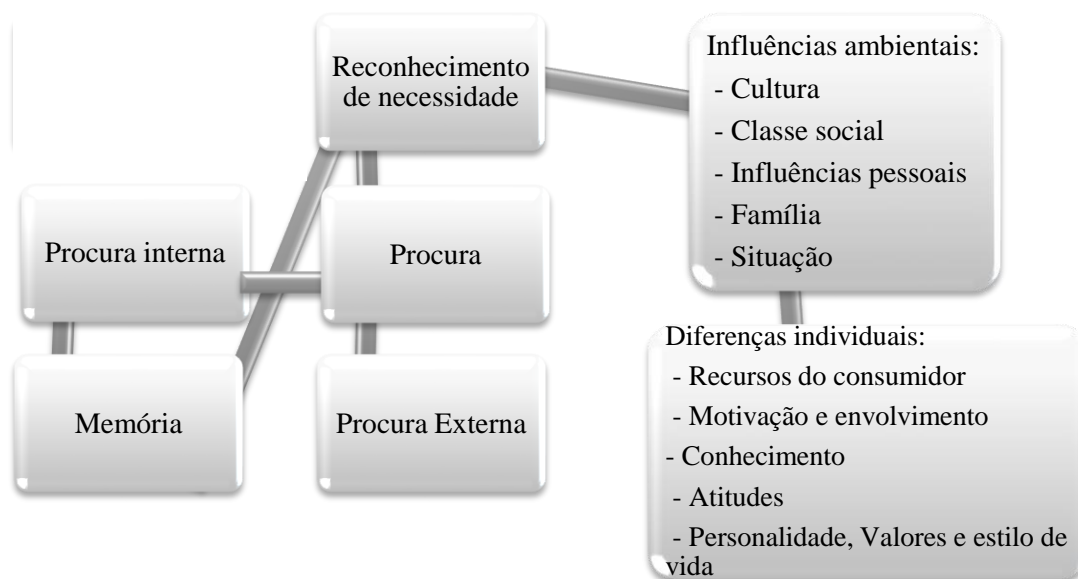 Reconhecimento
de necessidade
Procura interna
Procura
Memória
Procura Externa
Influências ambientais:
- Cultura
- Classe social
- Influências pessoais
- Família
- Situação
Diferenças individuais:
- Recursos do consumidor
- Motivação e envolvimento
- Conhecimento
- Atitudes
- Personalidade, Valores e estilo de
vida